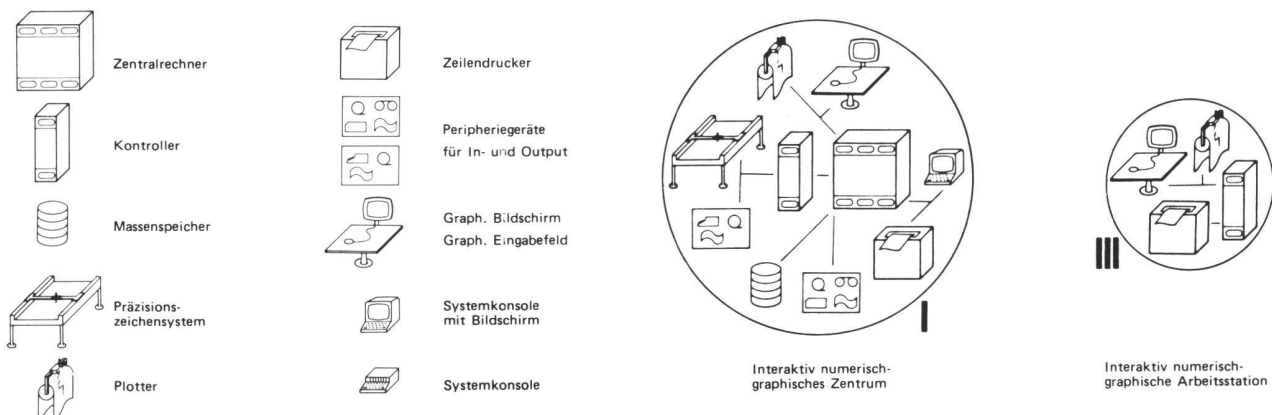 Zentralrechner
Kontroller
Massenspeicher
Präzisions-
zeichensystem
Plotter
Zeilendrucker
Peripheriegeräte
für In- und Output
Graph. Bildschirm
Graph. Eingabefeld
Systemkonsole
mit Bildschirm
Systemkonsole
I
Interaktiv numerisch-
graphisches Zentrum
III
Interaktiv numerisch-
graphische Arbeitsstation